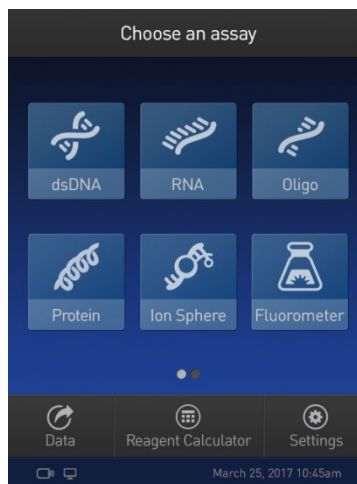 Choose an assay
dsDNA RNA Oligo
Protein Ion Sphere Fluorometer
Data Reagent Calculator Settings
March 25, 2017 10:45am